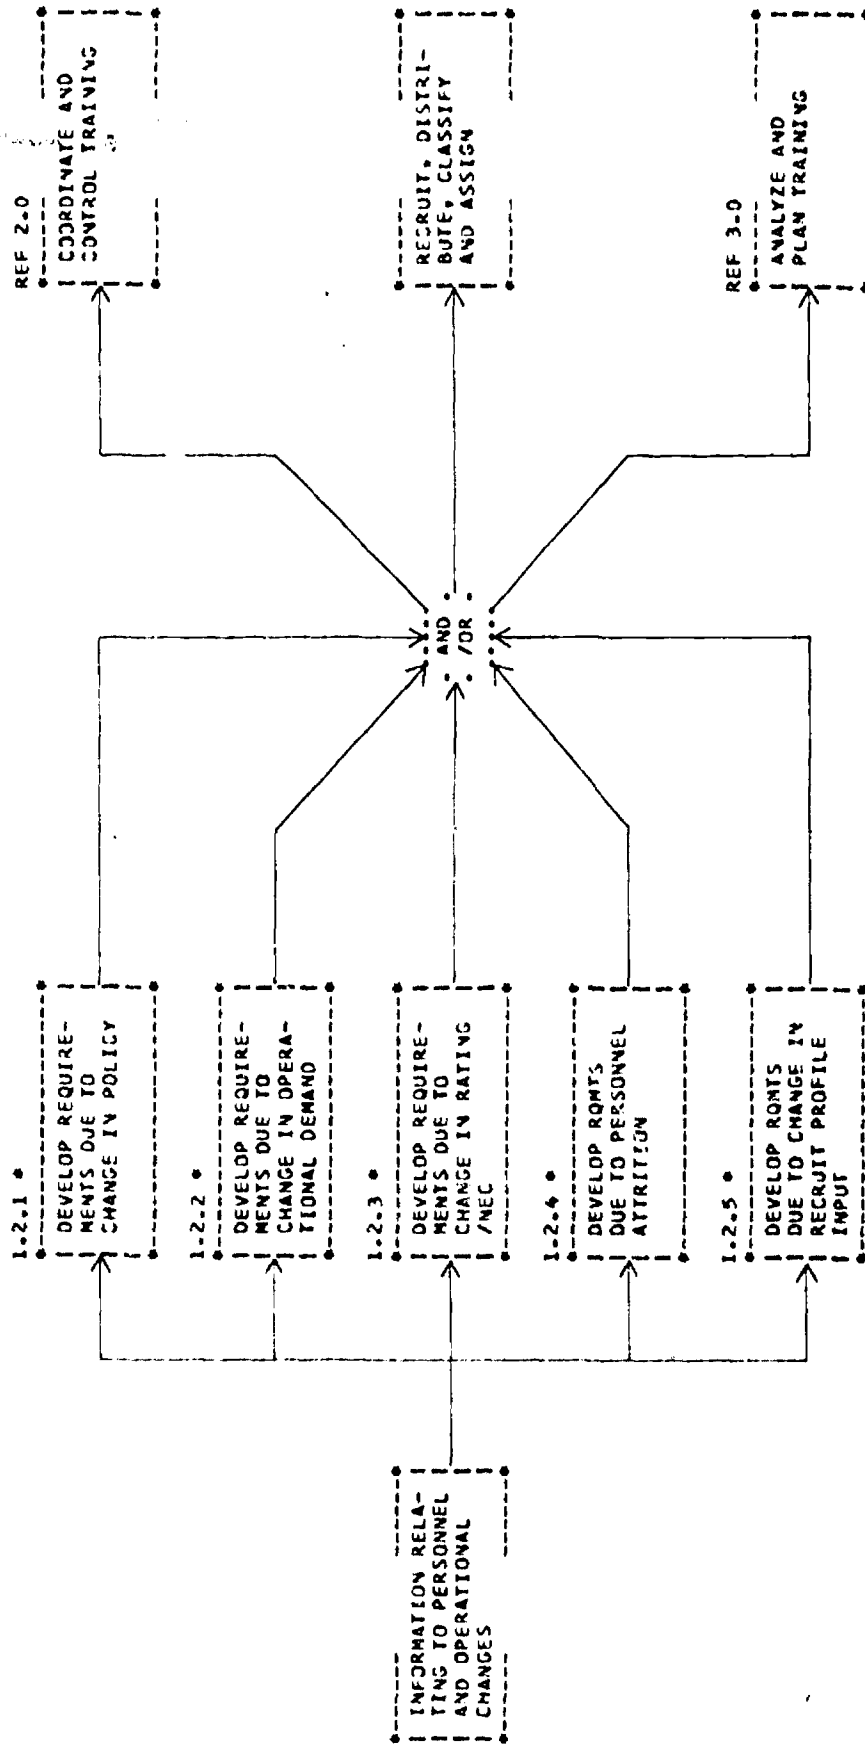 INFORMATION RELA-
TING TO PERSONNEL
AND OPERATIONAL
CHANGES
1.2.1 *
DEVELOP REQUIRE-
MENTS DUE TO
CHANGE IN POLICY
1.2.2 *
DEVELOP REQUIRE-
MENTS DUE TO
CHANGE IN OPERA-
TIONAL DEMAND
1.2.3 *
DEVELOP REQUIRE-
MENTS DUE TO
CHANGE IN RATING
/NEC
1.2.4 *
DEVELOP RQMTS
DUE TO PERSONNEL
ATTRITION
1.2.5 *
DEVELOP RQMTS
DUE TO CHANGE IN
RECRUIT PROFILE
INPUT
AND
/OR
REF 2.0
COORDINATE AND
CONTROL TRAINING
RECRUIT, DISTRI-
BUTE, CLASSIFY
AND ASSIGN
REF 3.0
ANALYZE AND
PLAN TRAINING